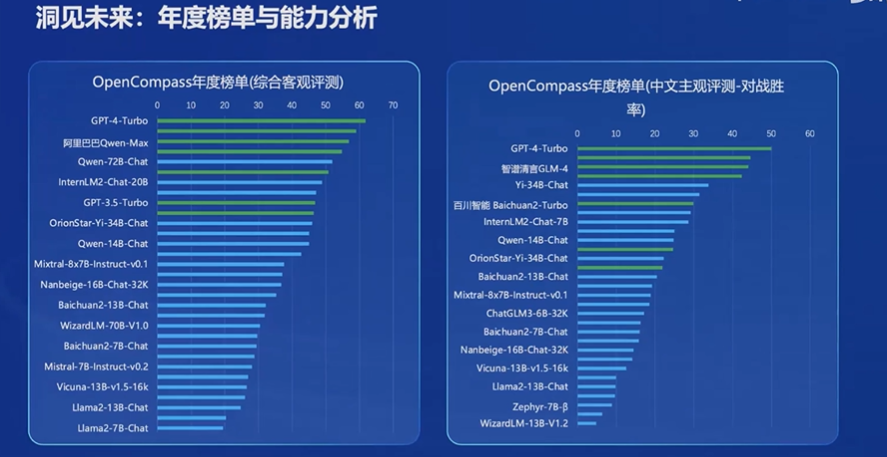 洞见未来：年度榜单与能力分析
OpenCompass年度榜单(综合客观评测)
0 10 20 30 40 50 60 70
GPT-4-Turbo
阿里巴巴Qwen-Max
Qwen-72B-Chat
InternLM2-Chat-20B
GPT-3.5-Turbo
OrionStar-Yi-34B-Chat
Qwen-14B-Chat
Mixtral-8x7B-Instruct-v0.1
Nanbeige-16B-Chat-32K
Baichuan2-13B-Chat
WizardLM-70B-V1.0
Baichuan2-7B-Chat
Mistral-7B-Instruct-v0.2
Vicuna-13B-v1.5-16k
Llama2-13B-Chat
Llama2-7B-Chat
OpenCompass年度榜单(中文主观评测-对战胜
率)
0 10 20 30 40 50 60
GPT-4-Turbo
智谱清言GLM-4
Yi-34B-Chat
百川智能 Baichuan2-Turbo
InternLM2-Chat-7B
Qwen-14B-Chat
OrionStar-Yi-34B-Chat
Baichuan2-13B-Chat
Mixtral-8x7B-Instruct-v0.1
ChatGLM3-6B-32K
Baichuan2-7B-Chat
Nanbeige-16B-Chat-32K
Vicuna-13B-v1.5-16k
Llama2-13B-Chat
Zephyr-7B-β
WizardLM-13B-V1.2